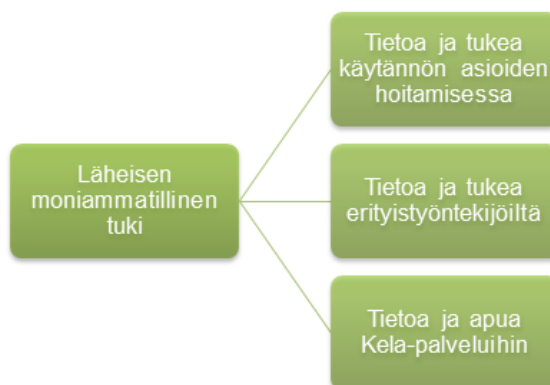 Läheisen
moniammatillinen
tuki
Tietoa ja tukea
käytännön asioiden
hoitamisessa
Tietoa ja tukea
erityistyöntekijöiltä
Tietoa ja apua
Kela-palveluihin